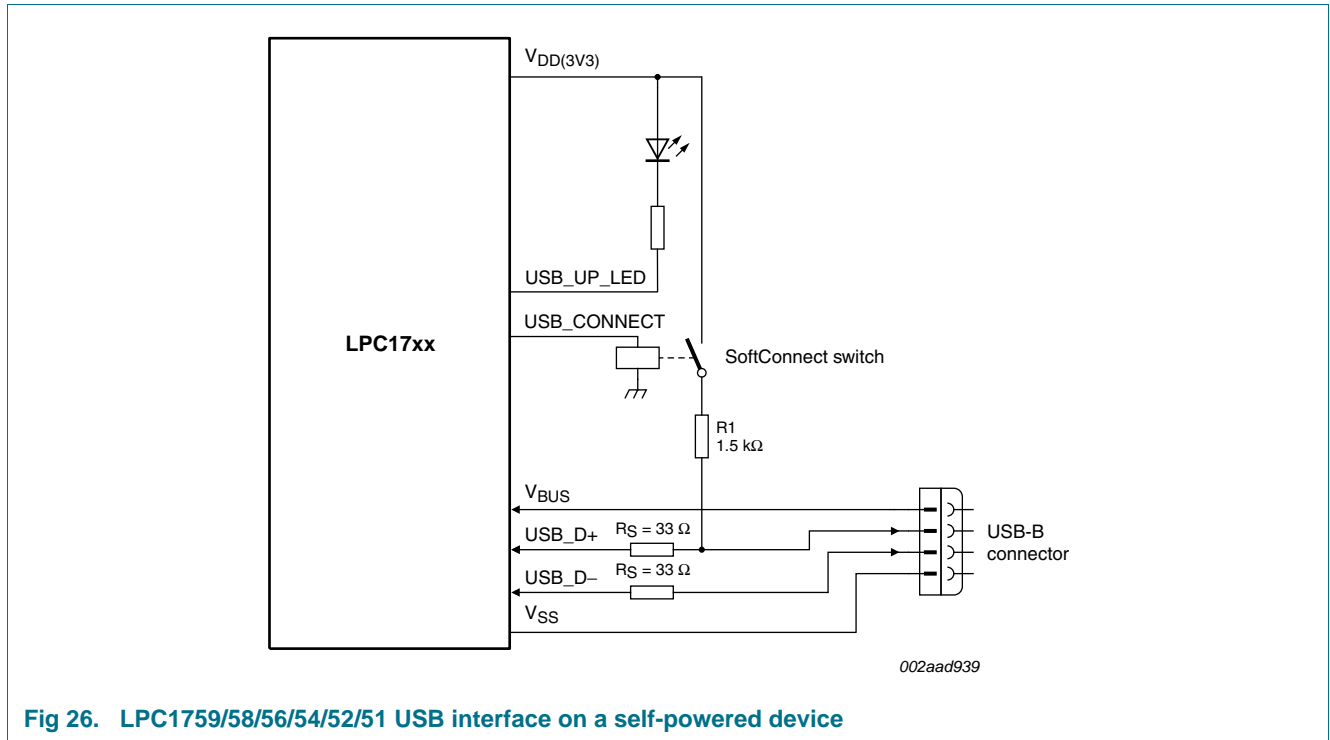 VDD(3V3)
USB_UP_LED
USB_CONNECT
LPC17xx
SoftConnect switch
R1
1.5 kΩ
VBUS
USB_D+
RS = 33 Ω
USB-B
connector
USB_D−
RS = 33 Ω
VSS
002aad939
Fig 26. LPC1759/58/56/54/52/51 USB interface on a self-powered device